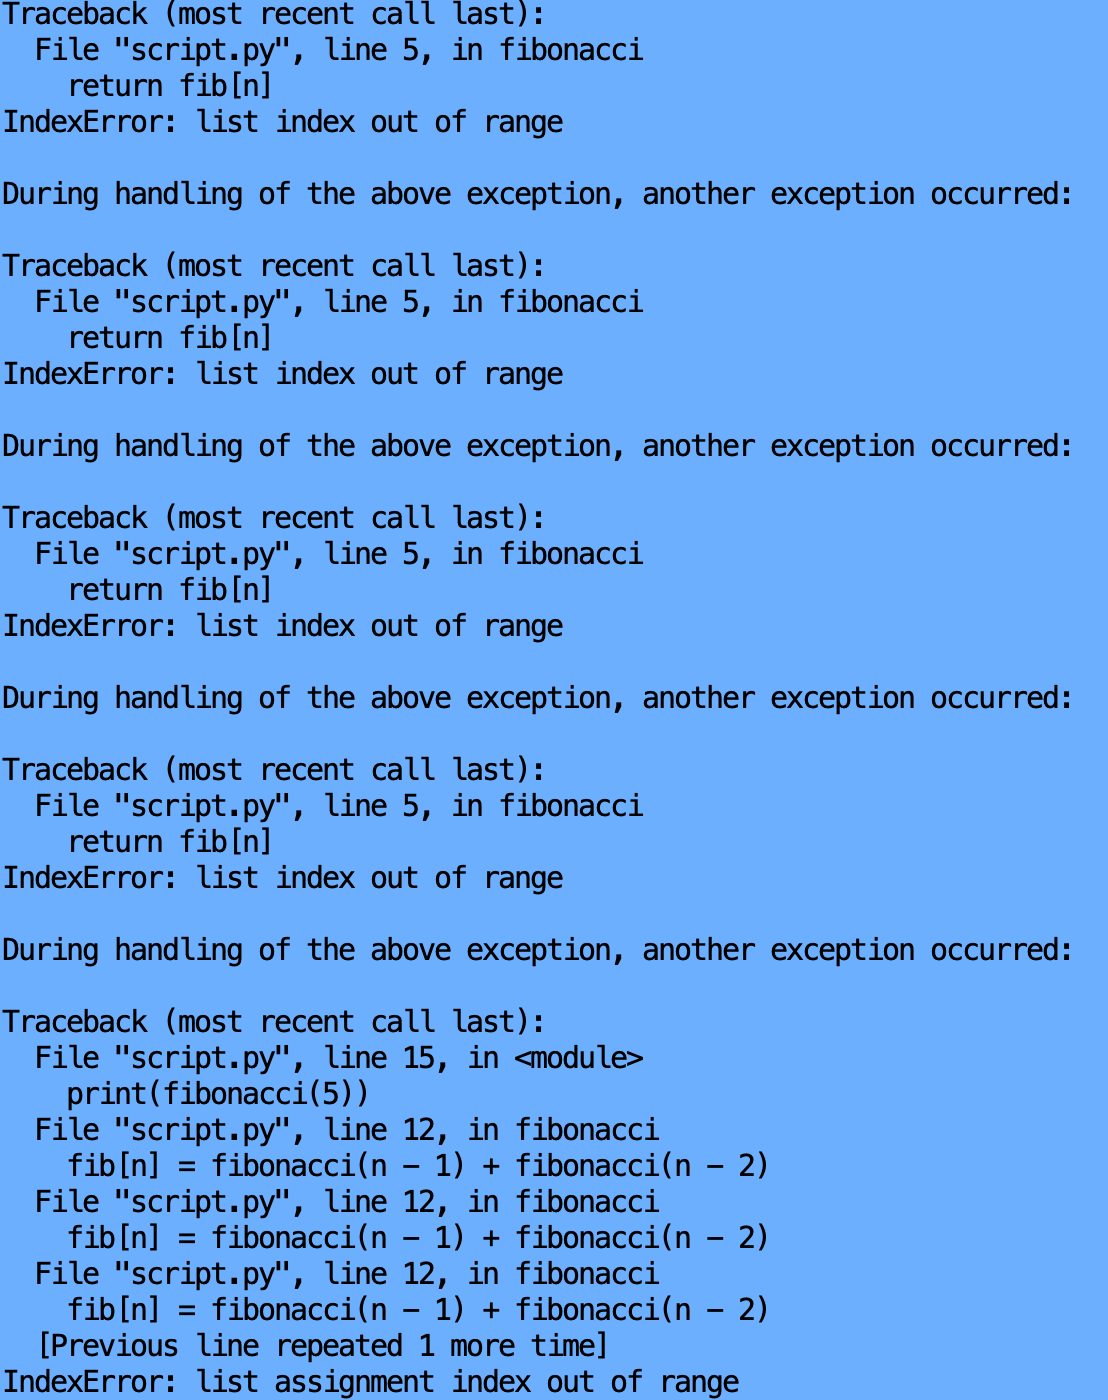 Traceback (most recent call last):
  File "script.py", line 5, in fibonacci
    return fib[n]
IndexError: list index out of range

During handling of the above exception, another exception occurred:

Traceback (most recent call last):
  File "script.py", line 5, in fibonacci
    return fib[n]
IndexError: list index out of range

During handling of the above exception, another exception occurred:

Traceback (most recent call last):
  File "script.py", line 5, in fibonacci
    return fib[n]
IndexError: list index out of range

During handling of the above exception, another exception occurred:

Traceback (most recent call last):
  File "script.py", line 5, in fibonacci
    return fib[n]
IndexError: list index out of range

During handling of the above exception, another exception occurred:

Traceback (most recent call last):
  File "script.py", line 15, in <module>
    print(fibonacci(5))
  File "script.py", line 12, in fibonacci
    fib[n] = fibonacci(n - 1) + fibonacci(n - 2)
  File "script.py", line 12, in fibonacci
    fib[n] = fibonacci(n - 1) + fibonacci(n - 2)
  File "script.py", line 12, in fibonacci
    fib[n] = fibonacci(n - 1) + fibonacci(n - 2)
  [Previous line repeated 1 more time]
IndexError: list assignment index out of range